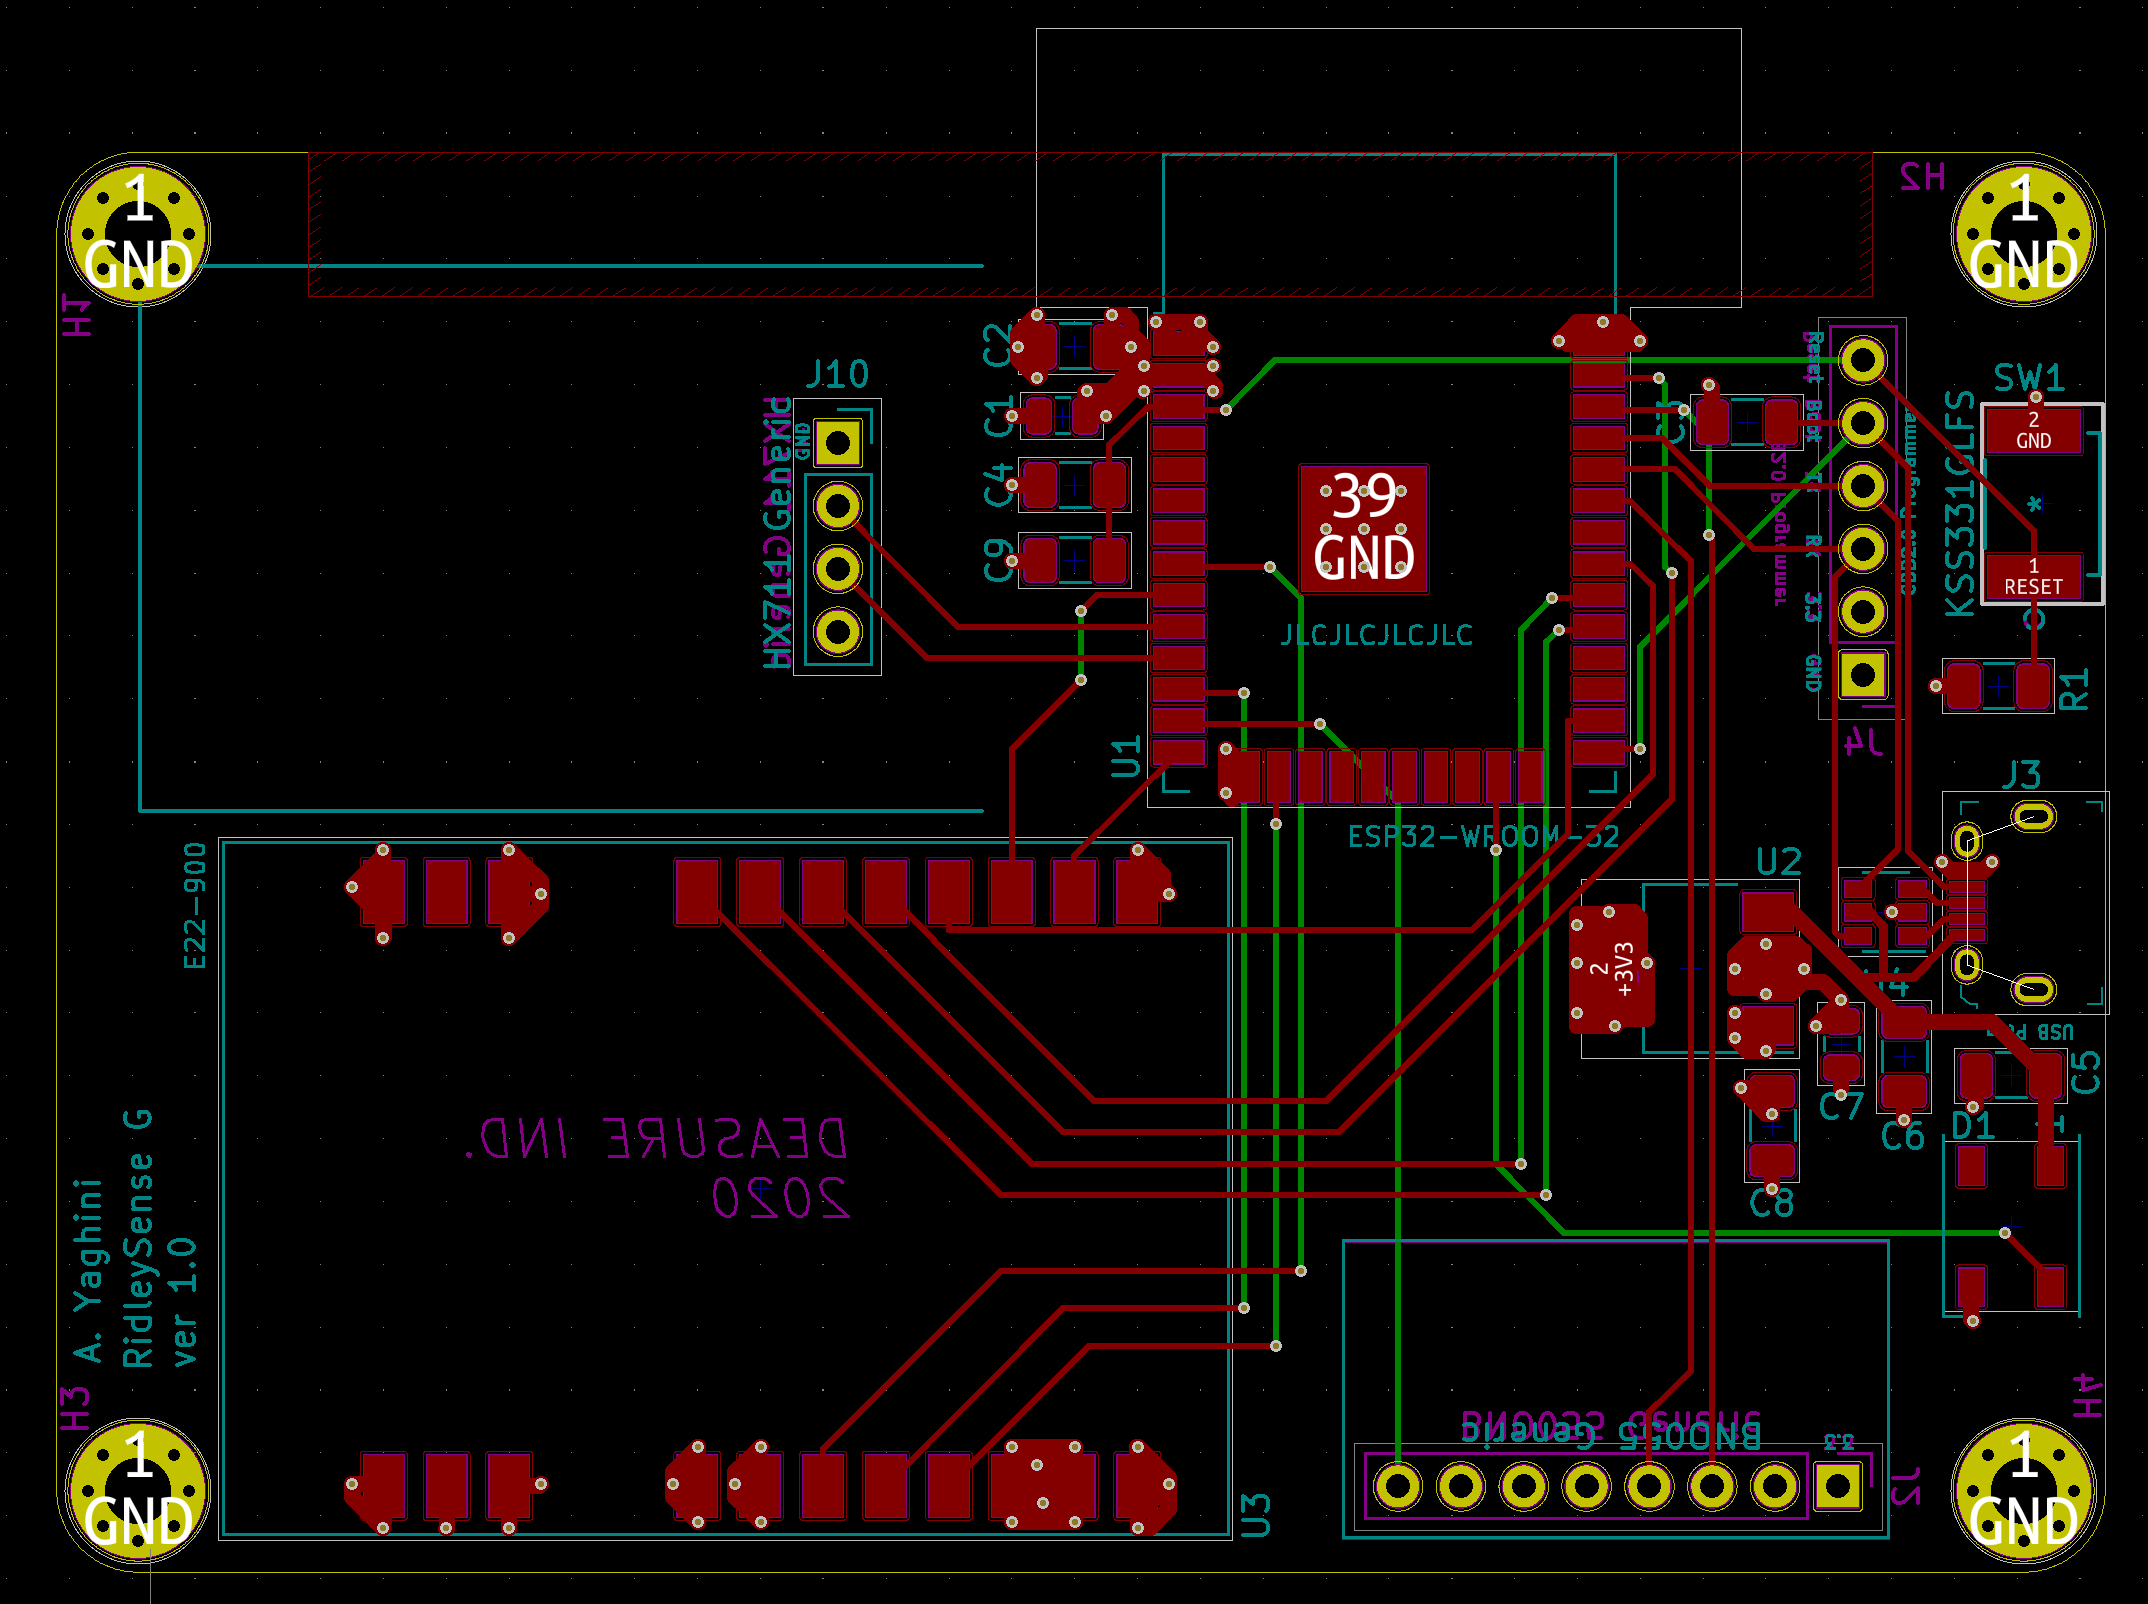 1
GND
1
GND
H2
H1
C2
J10
GND
HX711 Generic
C1
C4
C9
39
GND
JLCJLCJLCJLC
U1
ESP32-WROOM-32
Reset
Boot
Rx
3.3
GND
J4
KSS331GLFS
SW1
2
GND
*
1
RESET
R1
J3
U2
2
+3V3
USB
C5
C7
C6
D1
C8
E22-900
DEASURE IND.
2020
A. Yaghini
RidleySense G
ver 1.0
H3
H4
1
GND
U3
BNO055 Generic
3.3
J2
1
GND